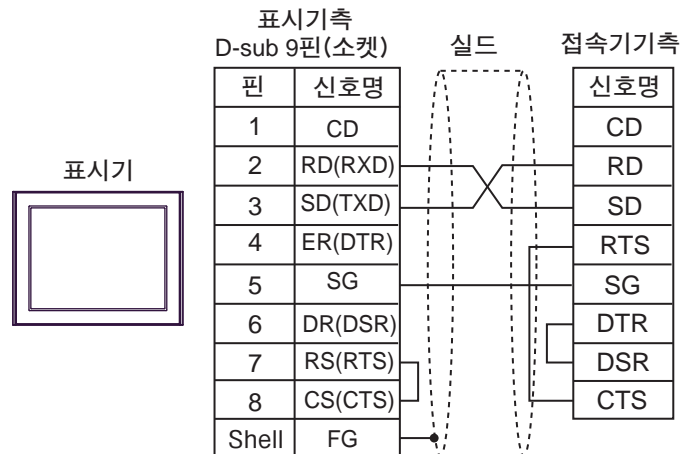 표시기측
D-sub 9핀(소켓)
실드
접속기기측
표시기
핀 신호명 신호명
1 CD CD
2 RD(RXD) RD
3 SD(TXD) SD
4 ER(DTR) RTS
5 SG SG
6 DR(DSR) DTR
7 RS(RTS) DSR
8 CS(CTS) CTS
Shell FG